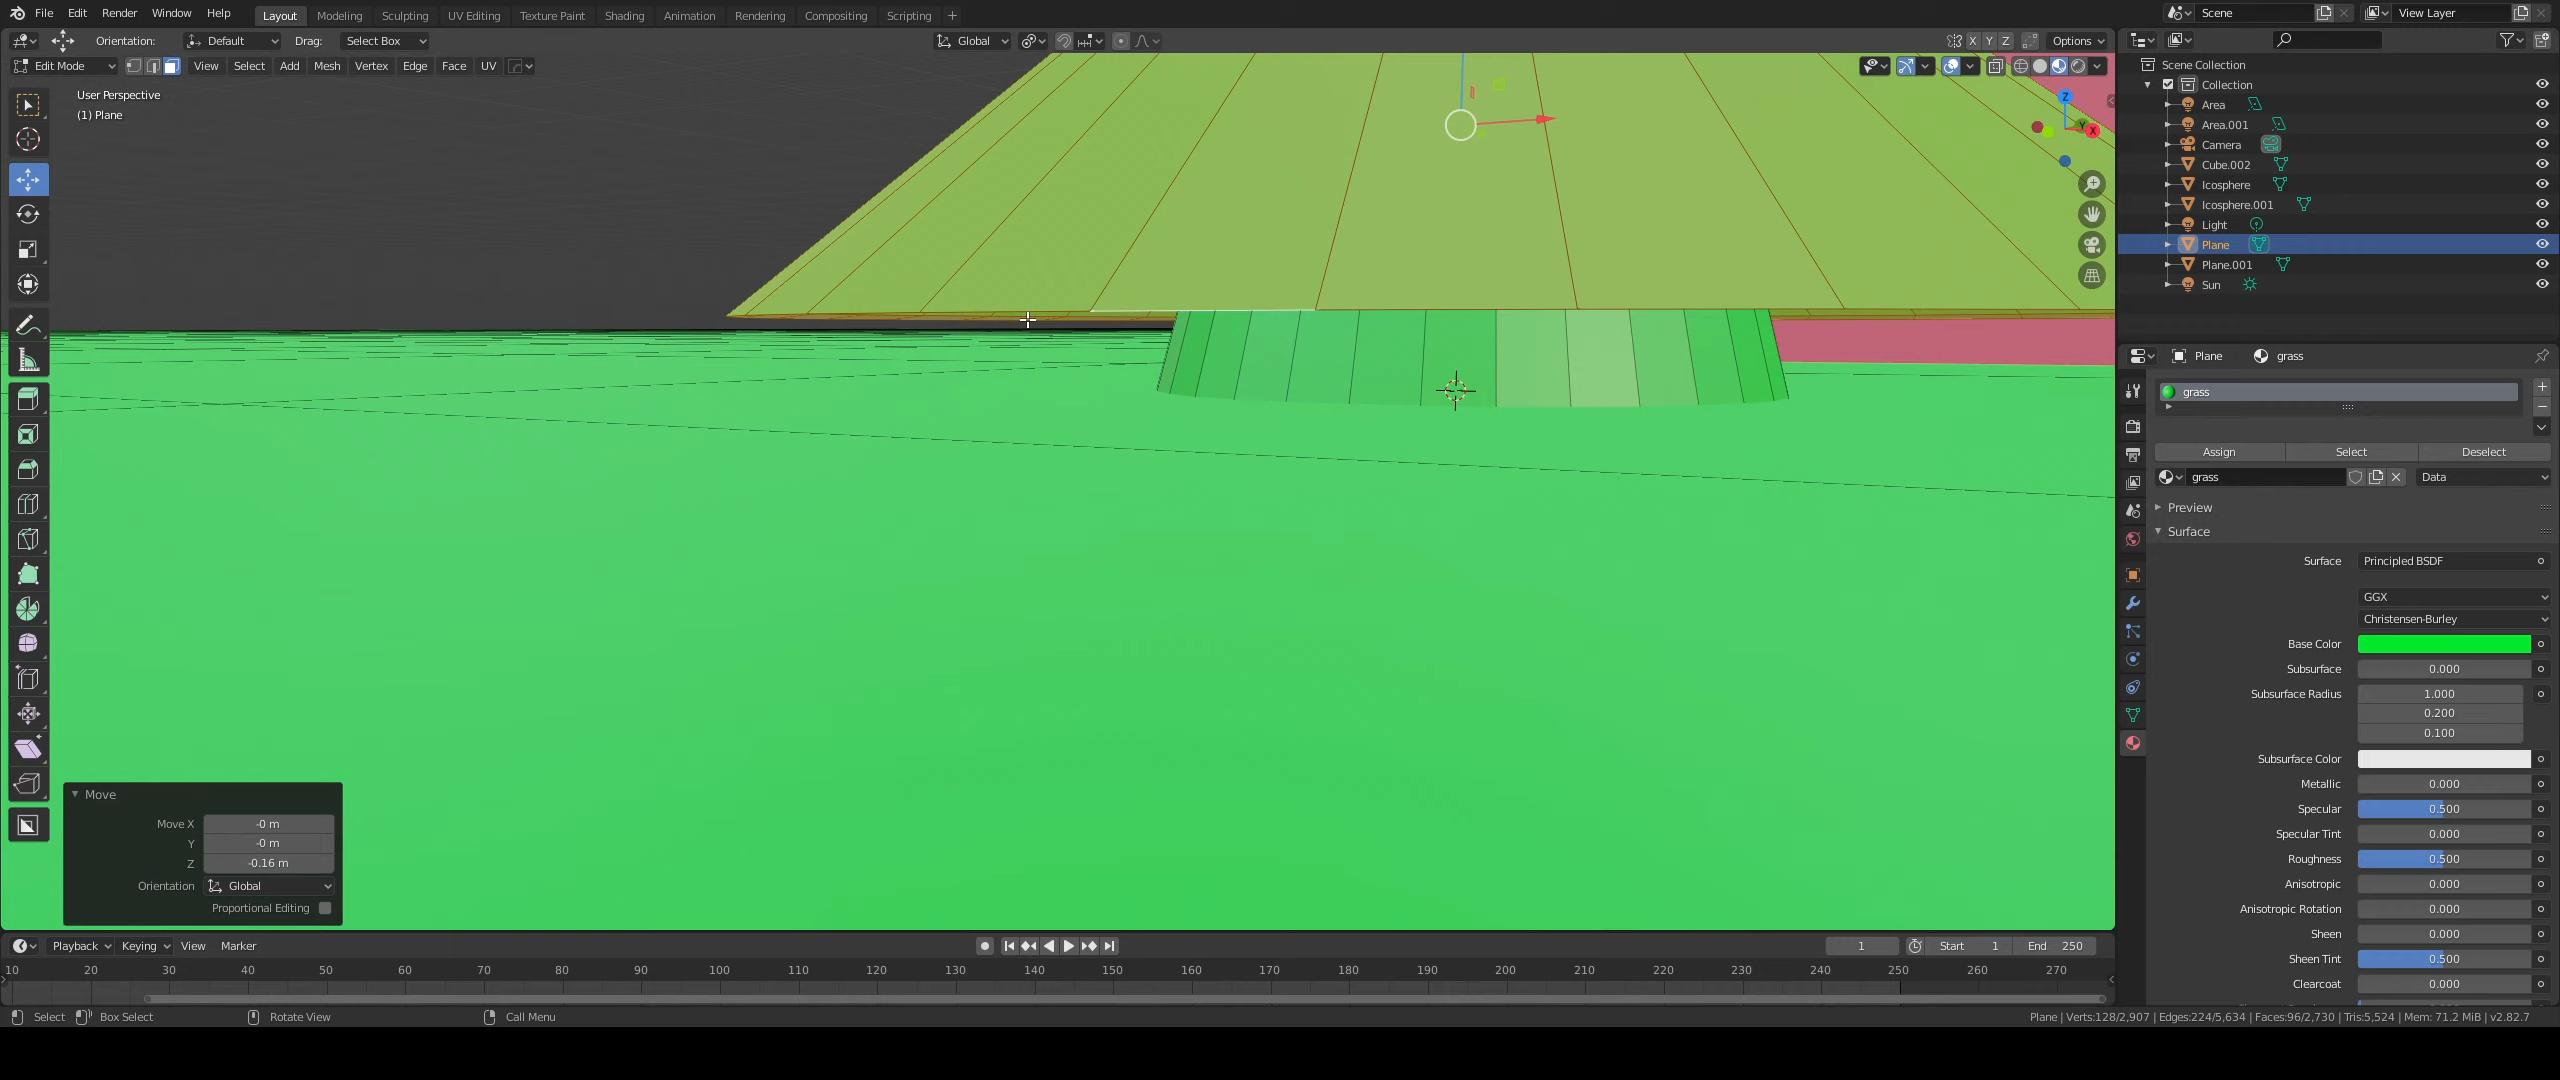 File Edit Render Window Help Layout Modeling Sculpting UV Editing Texture Paint Shading Animation Rendering Compositing Scripting + Scene View Layer
Orientation: Default Drag: Select Box Global X Y Z Options
Edit Mode View Select Add Mesh Vertex Edge Face UV
User Perspective
(1) Plane
Z
Y
X
Scene Collection
Collection
Area
Area.001
Camera
Cube.002
Icosphere
Icosphere.001
Light
Plane
Plane.001
Sun
Plane grass
grass
Assign Select Deselect
grass Data
Preview
Surface
Surface Principled BSDF
GGX
Christensen-Burley
Base Color
Subsurface 0.000
Subsurface Radius 1.000
0.200
0.100
Subsurface Color
Metallic 0.000
Specular 0.500
Specular Tint 0.000
Roughness 0.500
Anisotropic 0.000
Anisotropic Rotation 0.000
Sheen 0.000
Sheen Tint 0.500
Clearcoat 0.000
Move
Move X -0 m
Y -0 m
Z -0.16 m
Orientation Global
Proportional Editing
Playback Keying View Marker 1 Start 1 End 250
10 20 30 40 50 60 70 80 90 100 110 120 130 140 150 160 170 180 190 200 210 220 230 240 250 260 270
Select Box Select Rotate View Call Menu Plane | Verts:128/2,907 | Edges:224/5,634 | Faces:96/2,730 | Tris:5,524 | Mem: 71.2 MiB | v2.82.7